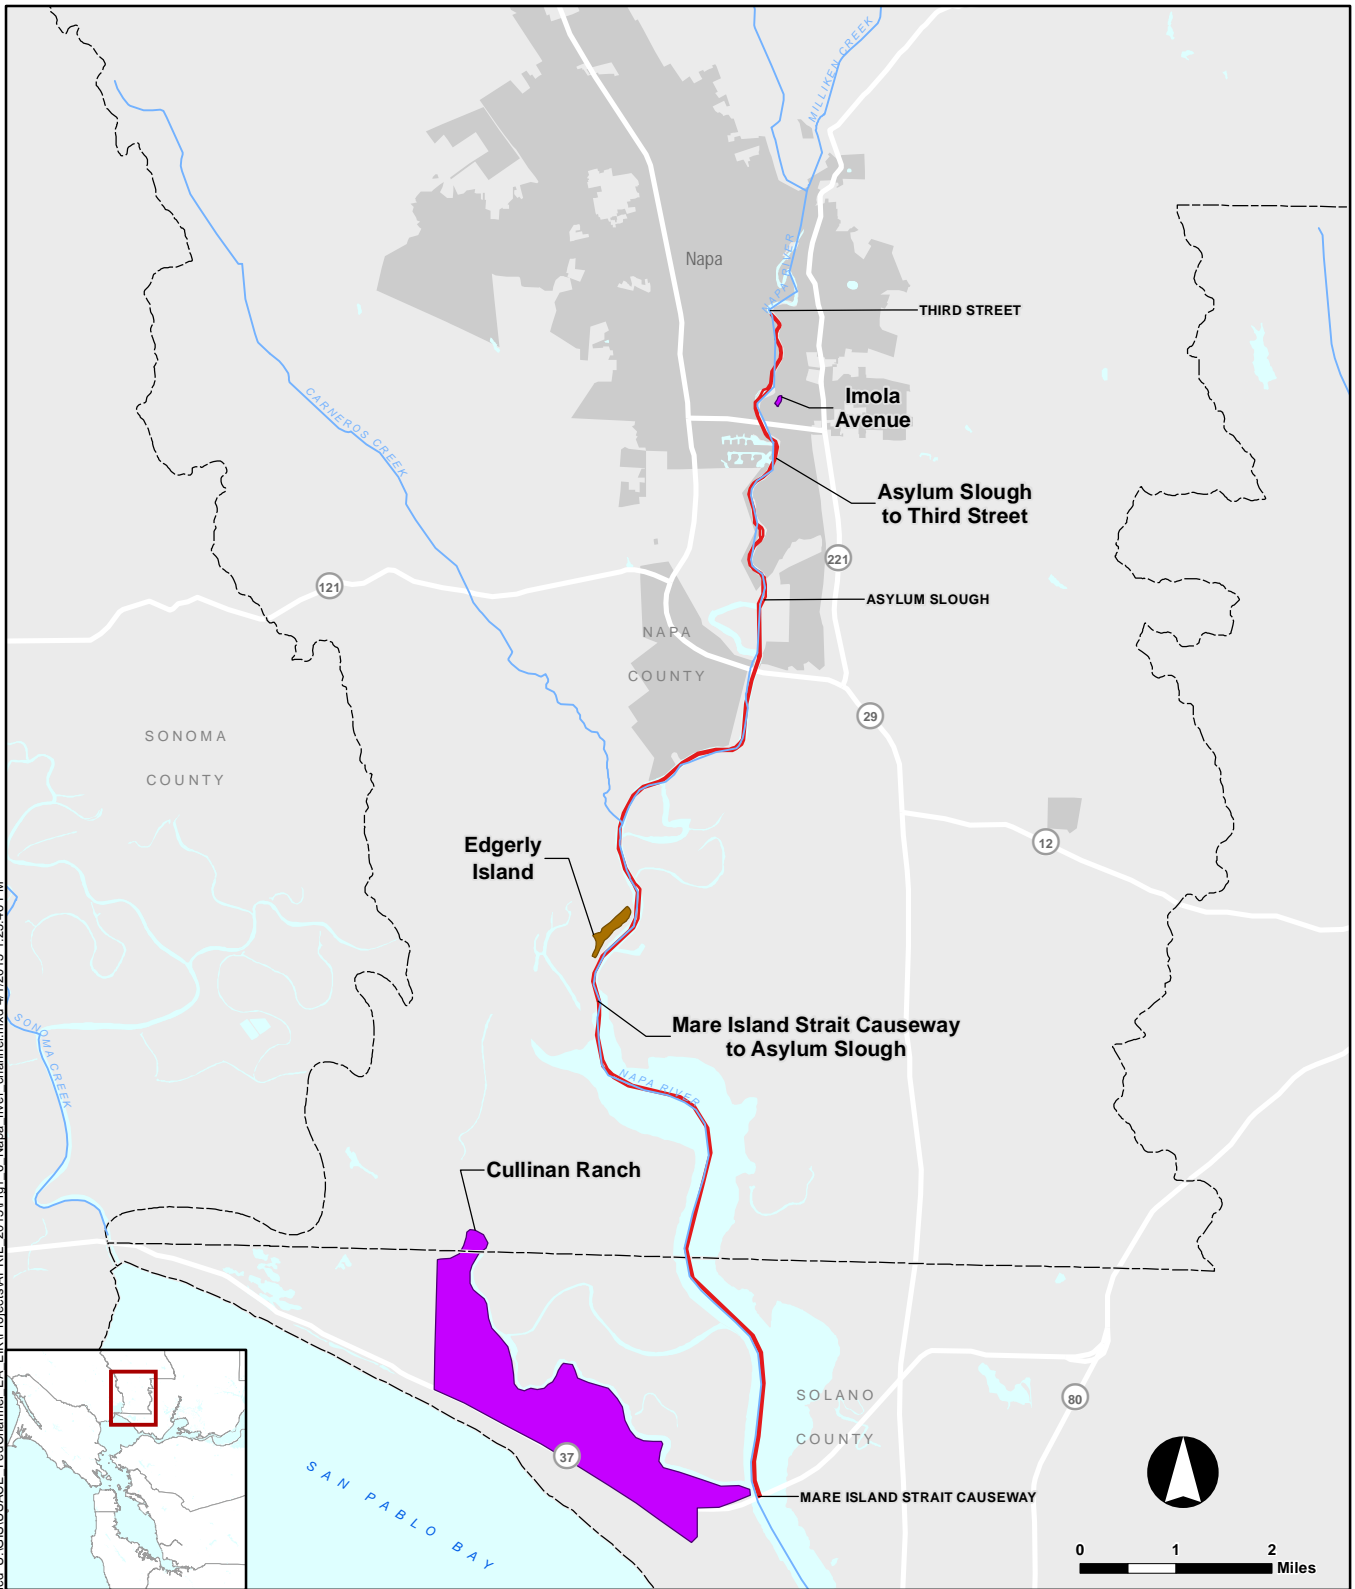 MILLIKEN CREEK
Napa
NAPA RIVER
THIRD STREET
Imola
Avenue
CARNEROS CREEK
Asylum Slough
to Third Street
221
121
ASYLUM SLOUGH
NAPA
COUNTY
29
SONOMA
COUNTY
12
Edgerly
Island
SONOMA CREEK
Mare Island Strait Causeway
to Asylum Slough
NAPA RIVER
Cullinan Ranch
SOLANO
COUNTY
80
37
SAN PABLO BAY
MARE ISLAND STRAIT CAUSEWAY
0 1 2
Miles